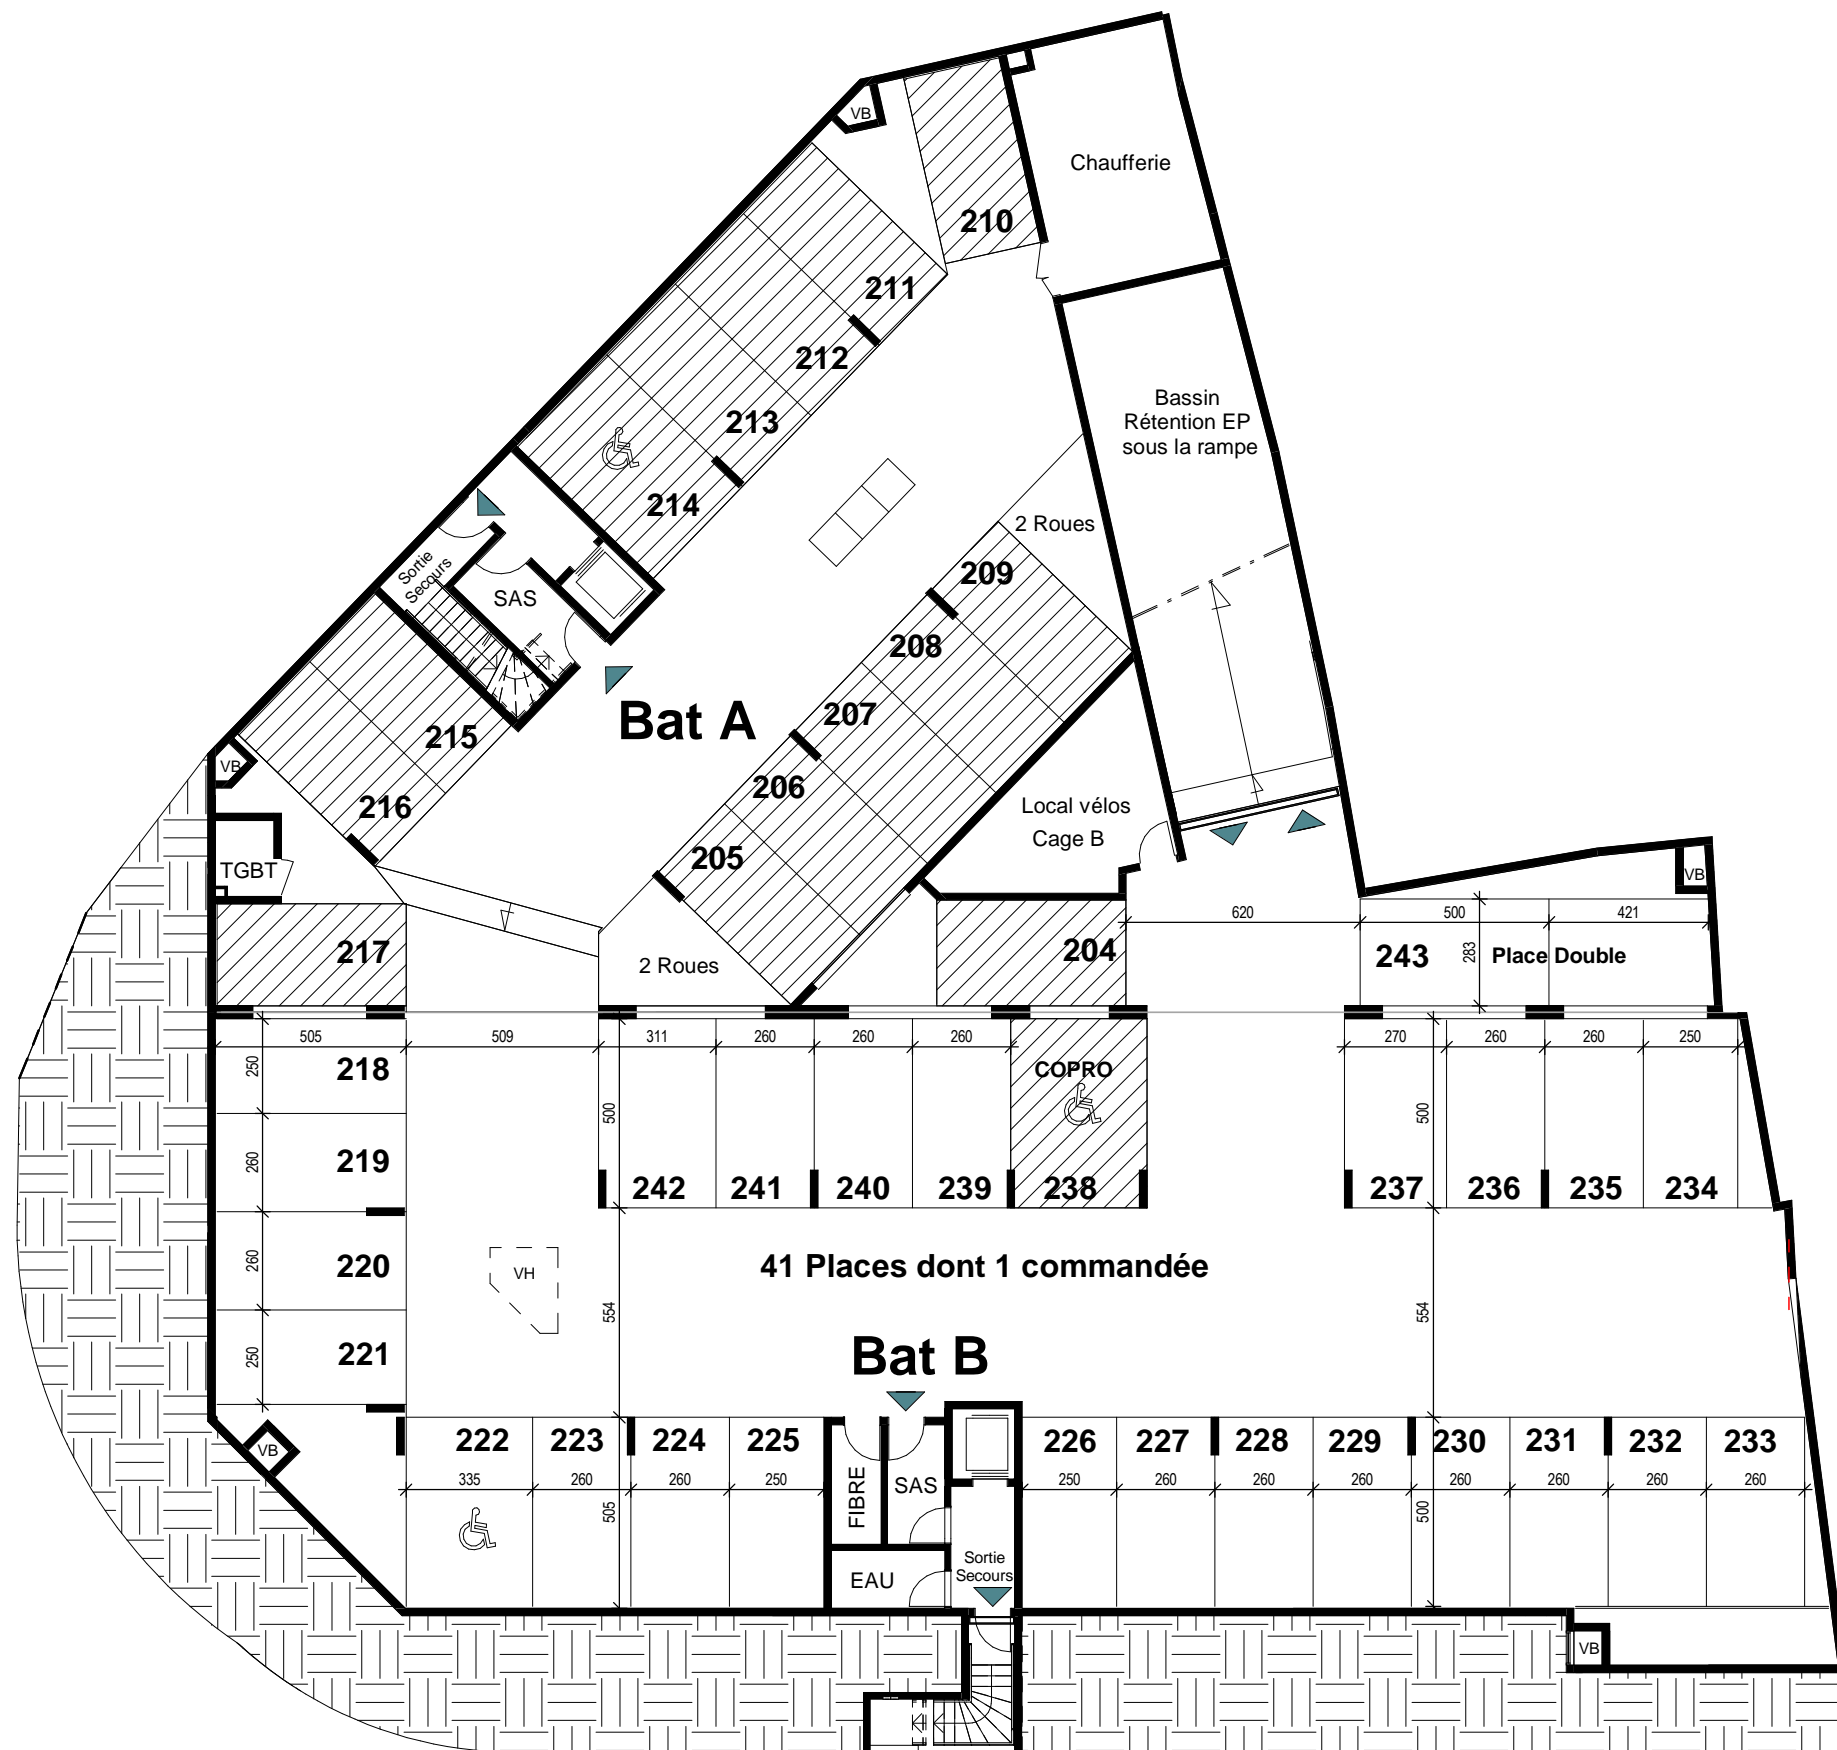 VB
Chaufferie
210
211
212
213
214
Bassin
Rétention EP
sous la rampe
2 Roues
209
208
207
206
205
Sortie
Secours
SAS
Bat A
215
216
VB
TGBT
Local vélos
Cage B
VB
217
2 Roues
204
620
500
421
243
283
Place Double
505
509
311
260
260
260
270
260
260
250
250
218
COPRO
500
500
260
219
242
241
240
239
238
237
236
235
234
260
220
VH
41 Places dont 1 commandée
554
554
250
221
Bat B
VB
222
223
224
225
226
227
228
229
230
231
232
233
335
260
260
250
250
260
260
260
260
260
260
260
505
FIBRE
SAS
500
EAU
Sortie
Secours
VB